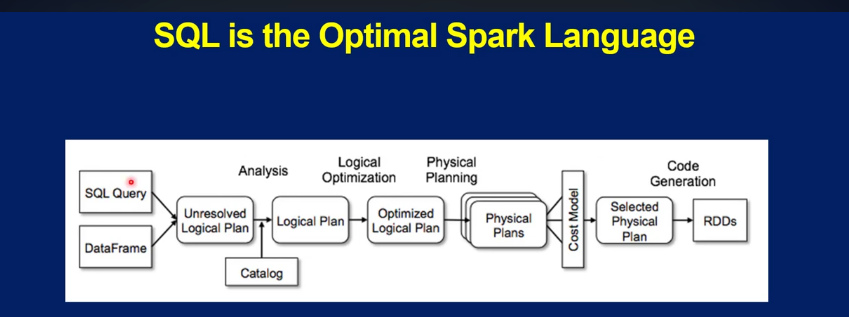 SQL is the Optimal Spark Language
Analysis
Logical
Optimization
Physical
Planning
Code
Generation
SQL Query
DataFrame
Unresolved
Logical Plan
Catalog
Logical Plan
Optimized
Logical Plan
Physical
Plans
Cost Model
Selected
Physical
Plan
RDDs